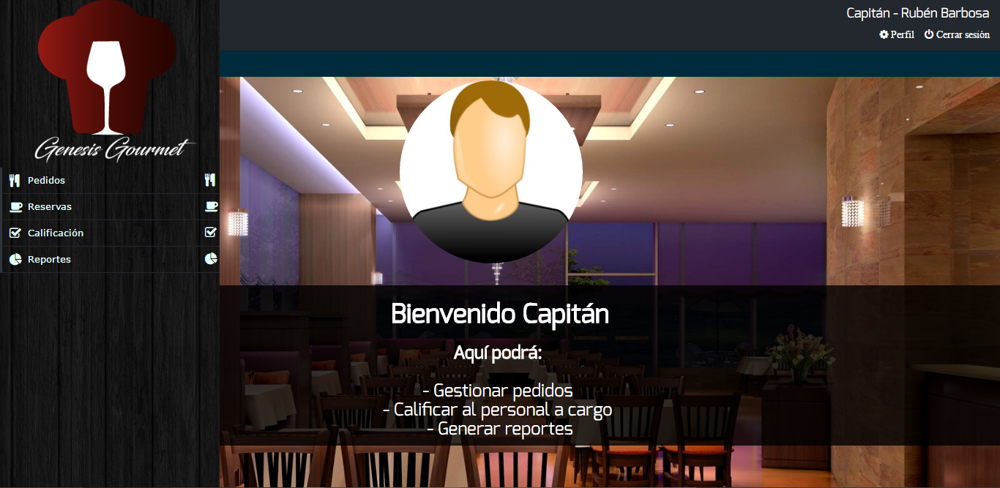 Genesis Gourmet
Pedidos
Reservas
Calificación
Reportes
Capitán - Rubén Barbosa
Perfil Cerrar sesión
Bienvenido Capitán
Aquí podrá:
- Gestionar pedidos
- Calificar al personal a cargo
- Generar reportes